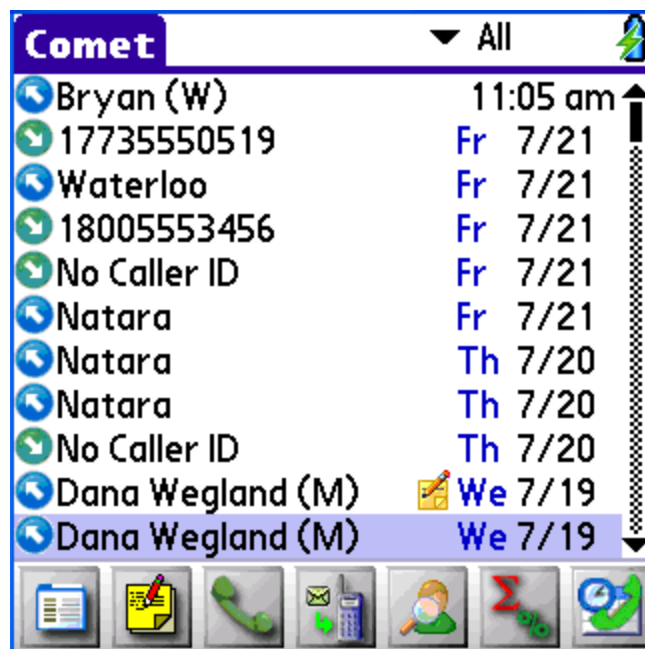 Comet All
Bryan (W) 11:05 am
17735550519 Fr 7/21
Waterloo Fr 7/21
18005553456 Fr 7/21
No Caller ID Fr 7/21
Natara Fr 7/21
Natara Th 7/20
Natara Th 7/20
No Caller ID Th 7/20
Dana Wegland (M) We 7/19
Dana Wegland (M) We 7/19
Σ%